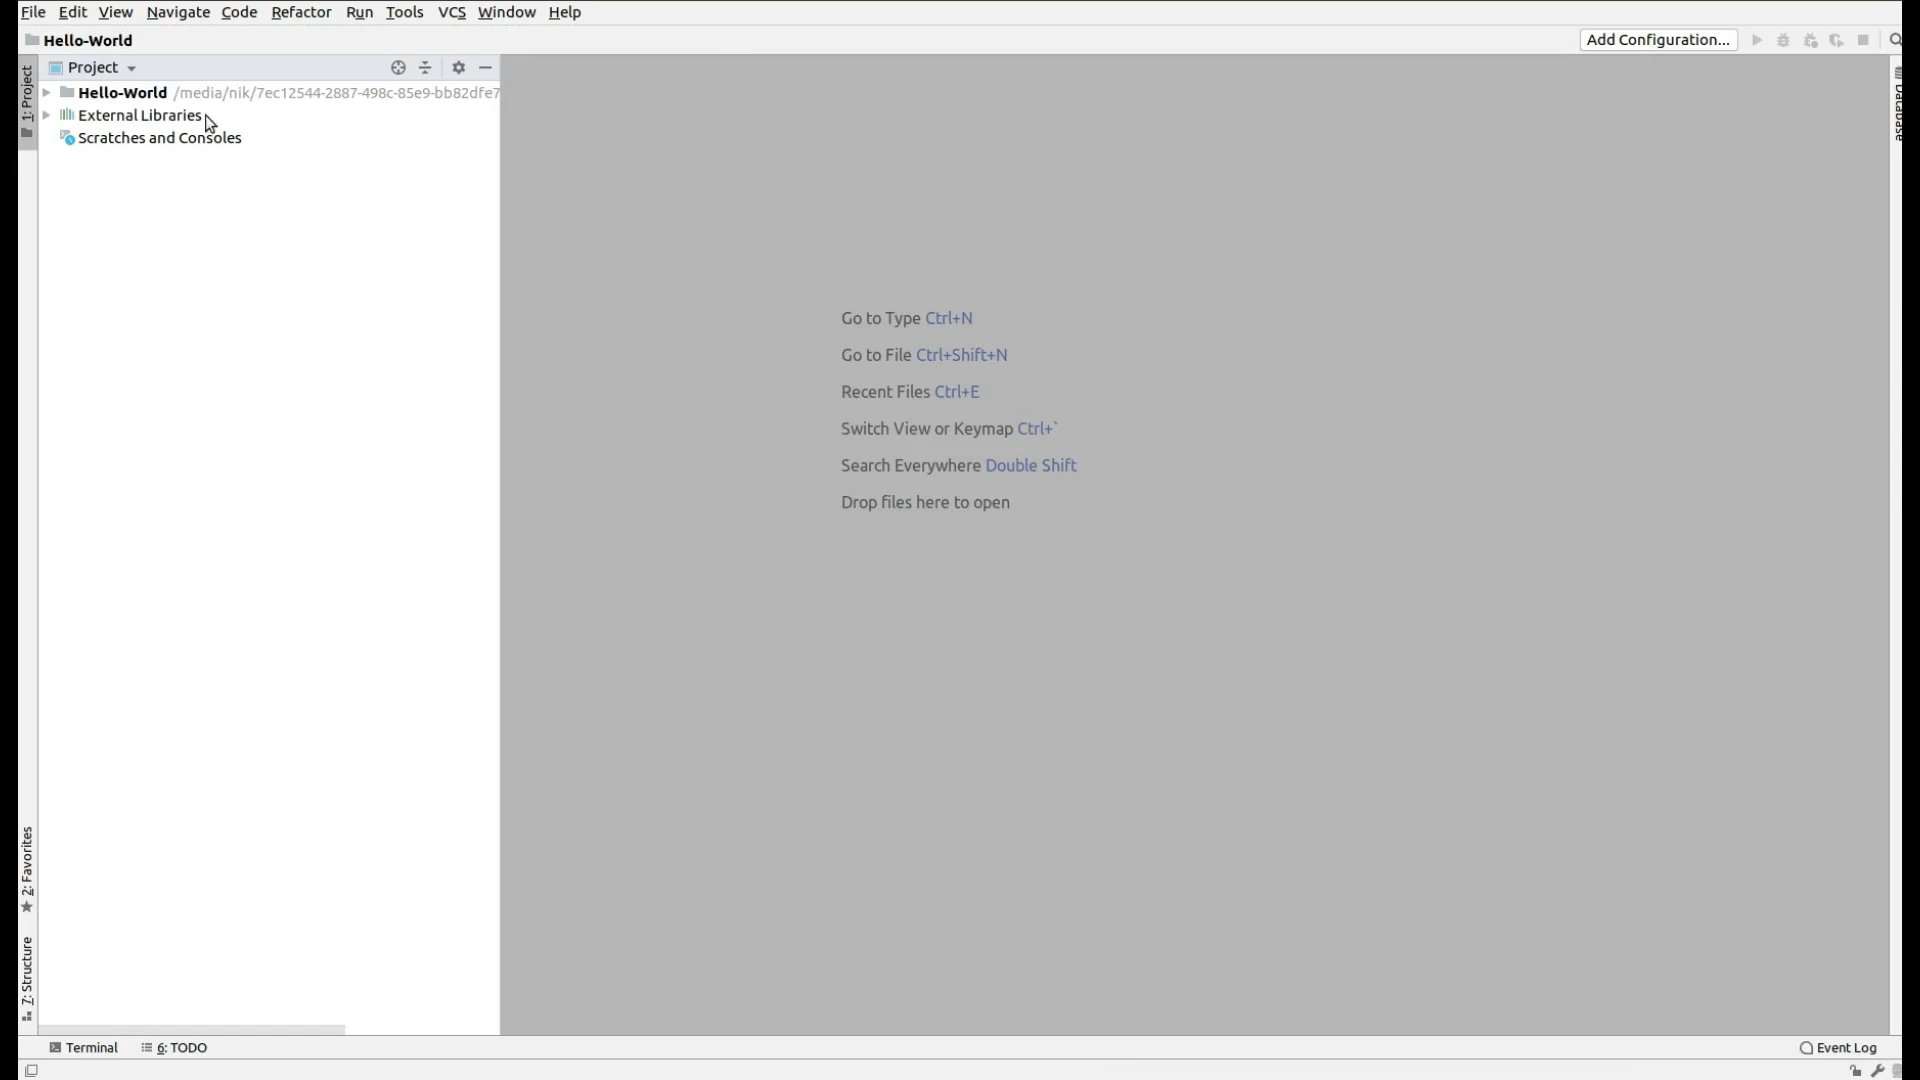 File Edit View Navigate Code Refactor Run Tools VCS Window Help
Hello-World
Add Configuration...
1: Project
Project
Hello-World /media/nik/7ec12544-2887-498c-85e9-bb82dfe7
External Libraries
Scratches and Consoles
Database
Go to Type Ctrl+N
Go to File Ctrl+Shift+N
Recent Files Ctrl+E
Switch View or Keymap Ctrl+`
Search Everywhere Double Shift
Drop files here to open
2: Favorites
7: Structure
Terminal 6: TODO
Event Log